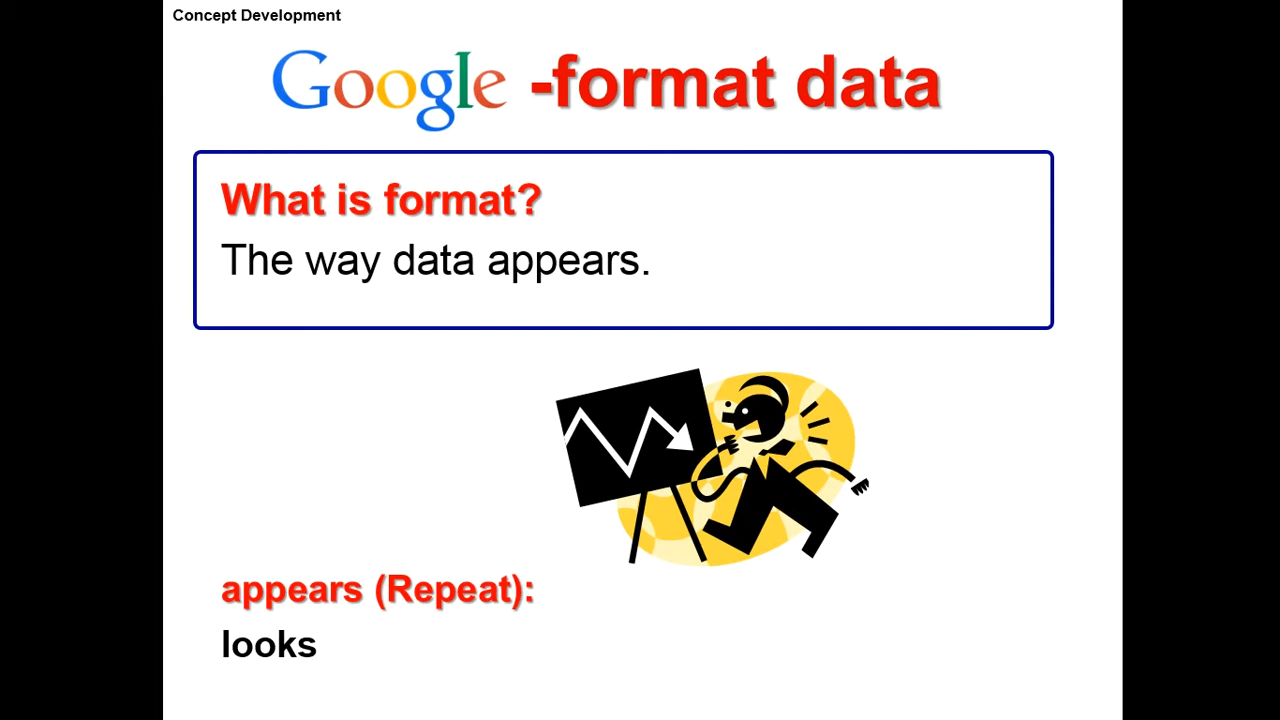 Concept Development
Google -format data
What is format?
The way data appears.
appears (Repeat):
looks